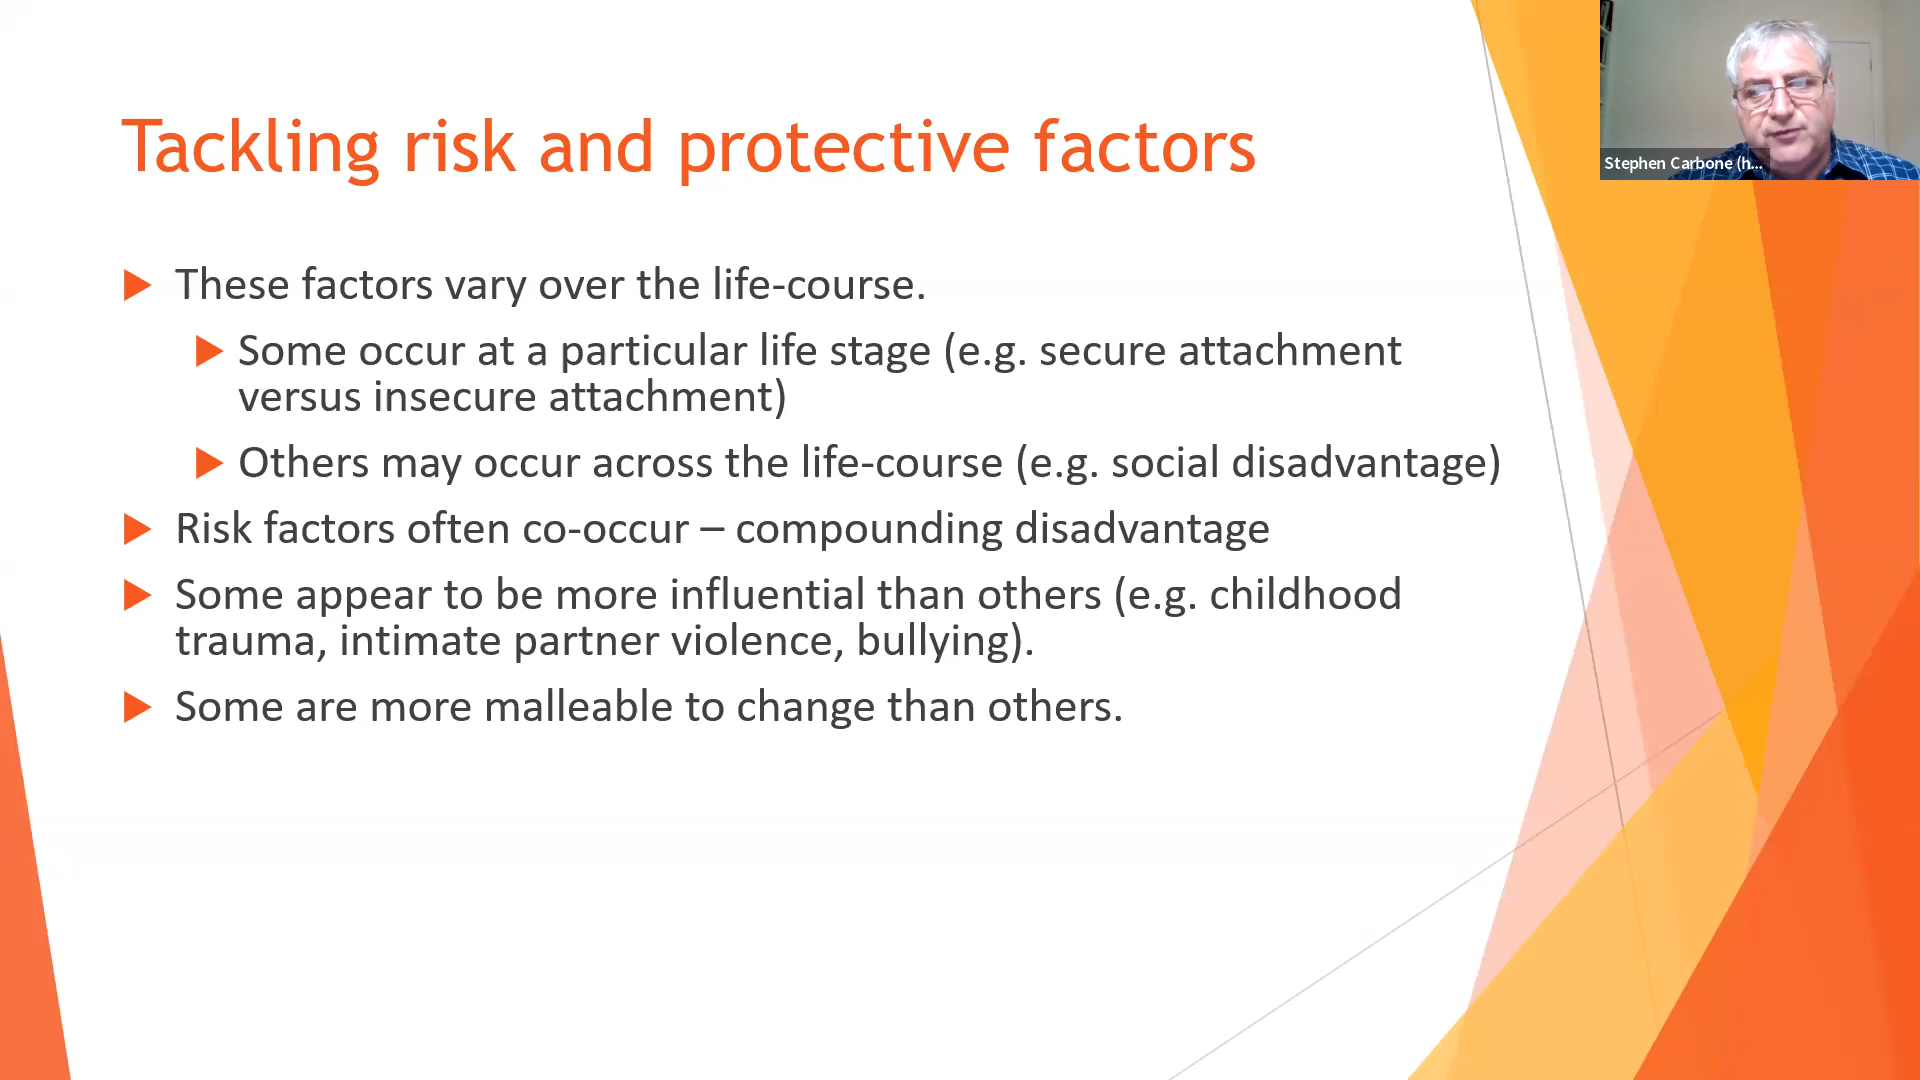 Stephen Carbone (h...
Tackling risk and protective factors
These factors vary over the life-course.
Some occur at a particular life stage (e.g. secure attachment
versus insecure attachment)
Others may occur across the life-course (e.g. social disadvantage)
Risk factors often co-occur – compounding disadvantage
Some appear to be more influential than others (e.g. childhood
trauma, intimate partner violence, bullying).
Some are more malleable to change than others.